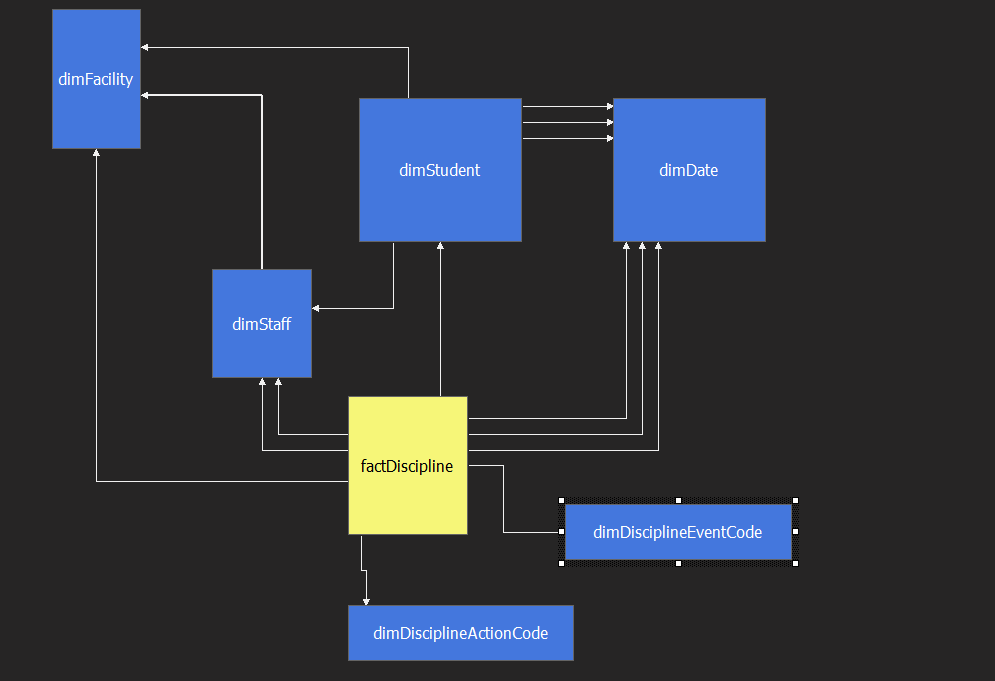 dimFacility
dimStudent
dimDate
dimStaff
factDiscipline
dimDisciplineEventCode
dimDisciplineActionCode